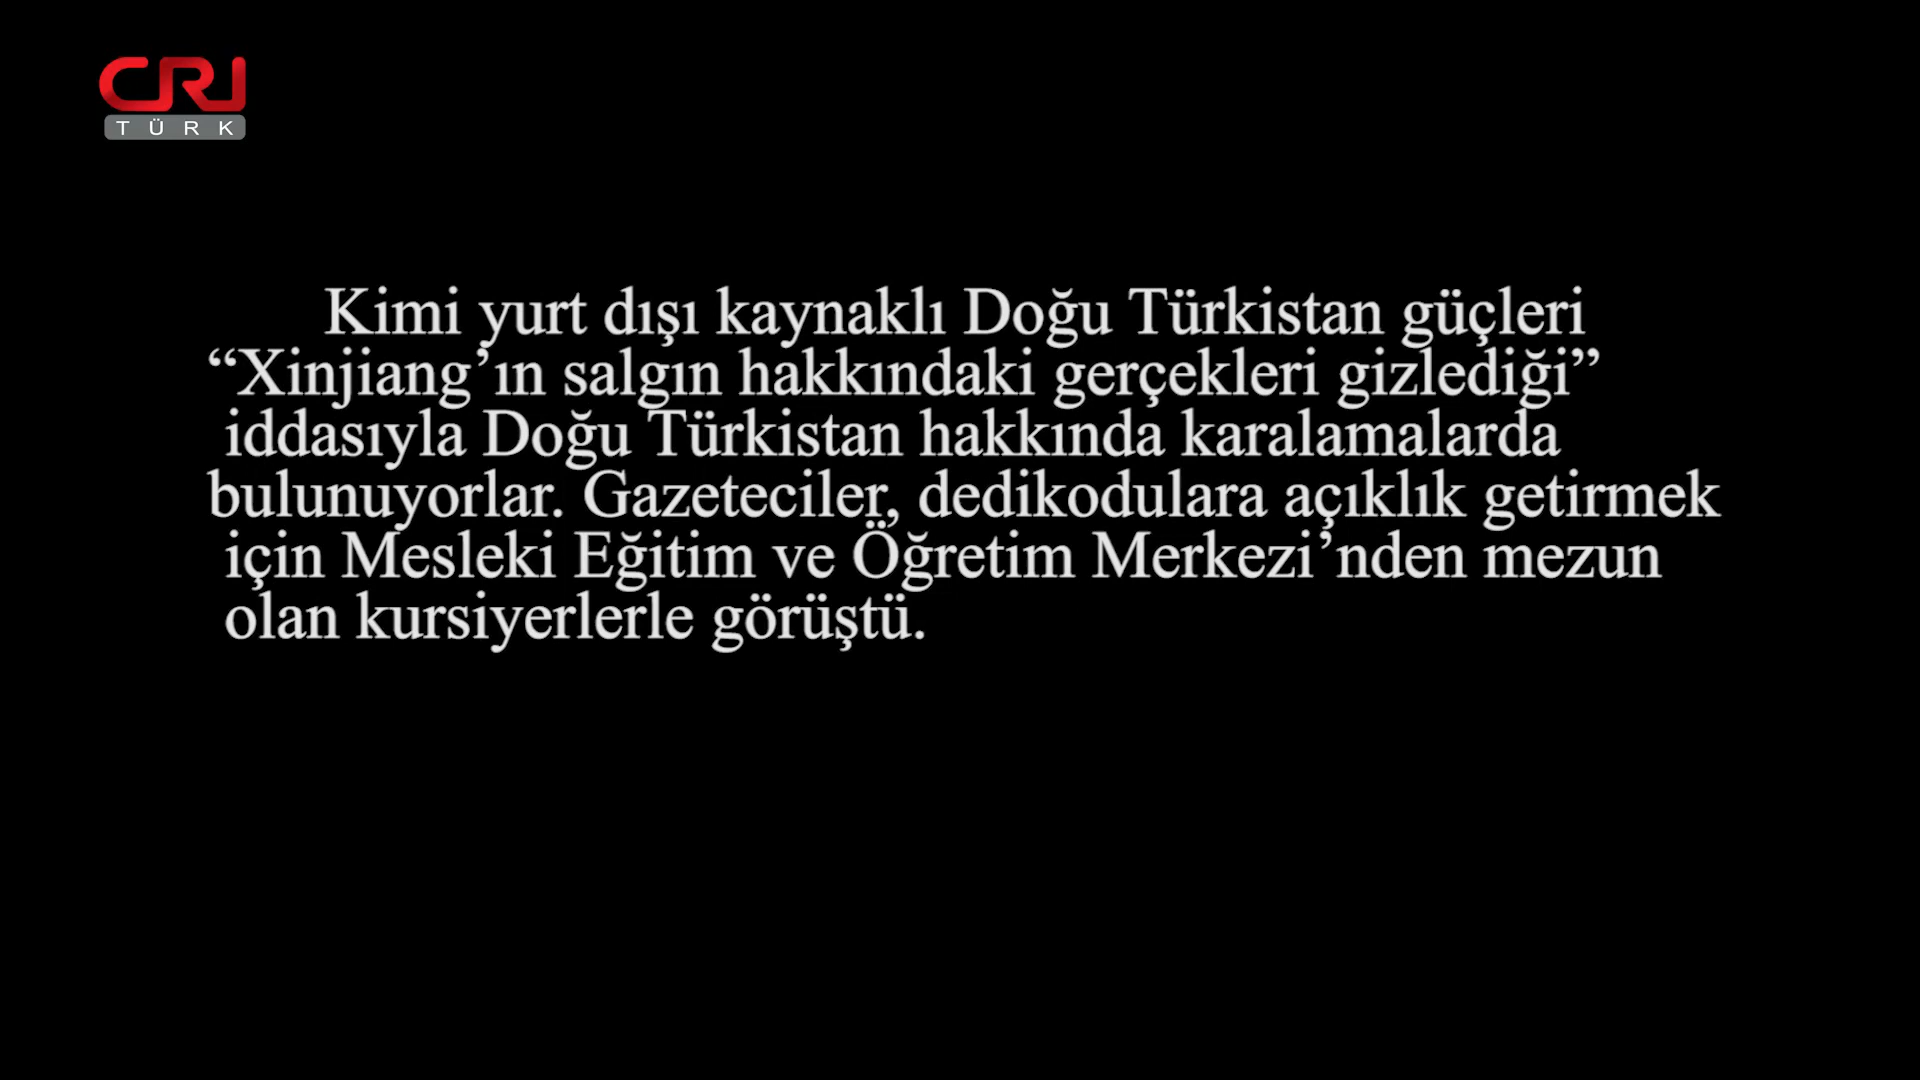 CRI
TÜRK
Kimi yurt dışı kaynaklı Doğu Türkistan güçleri
“Xinjiang’ın salgın hakkındaki gerçekleri gizlediği”
iddasıyla Doğu Türkistan hakkında karalamalarda
bulunuyorlar. Gazeteciler, dedikodulara açıklık getirmek
için Mesleki Eğitim ve Öğretim Merkezi’nden mezun
olan kursiyerlerle görüştü.